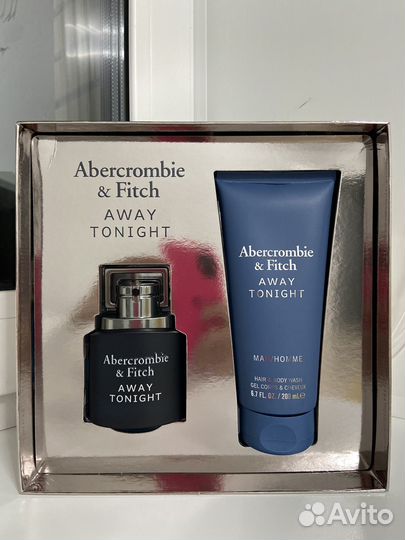 Abercrombie
& Fitch
AWAY
TONIGHT
Abercrombie
& Fitch
AWAY
TONIGHT
Abercrombie
& Fitch
AWAY
TONIGHT
MAN/HOMME
HAIR & BODY WASH
GEL CORPS & CHEVEUX
6.7 FL. OZ. / 200 mL e
Avito